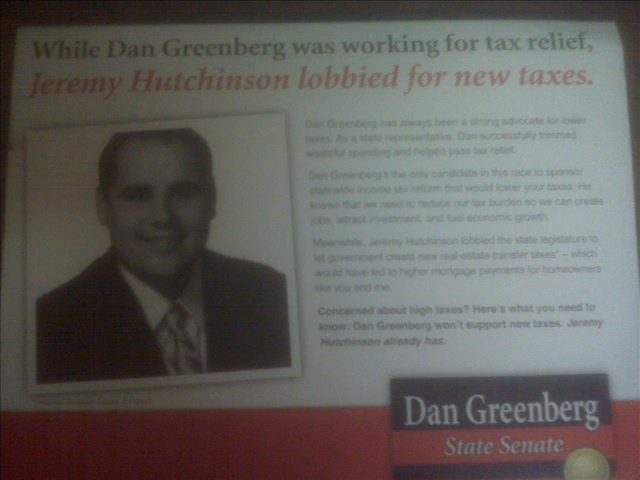 While Dan Greenberg was working for tax relief,
Jeremy Hutchinson lobbied for new taxes.
Dan Greenberg has always been a strong advocate for lower
taxes. As a state representative, Dan successfully trimmed
wasteful spending and helped pass tax relief.
Dan Greenberg's the only candidate in this race to sponsor
statewide income tax reform that would lower your taxes. He
knows that we need to reduce our tax burden so we can create
jobs, attract investment, and fuel economic growth.
Meanwhile, Jeremy Hutchinson lobbied the state legislature to
let government create new real-estate transfer taxes* – which
would have led to higher mortgage payments for homeowners
like you and me.
Concerned about high taxes? Here's what you need to
know: Dan Greenberg won't support new taxes. Jeremy
Hutchinson already has.
Dan Greenberg
State Senate